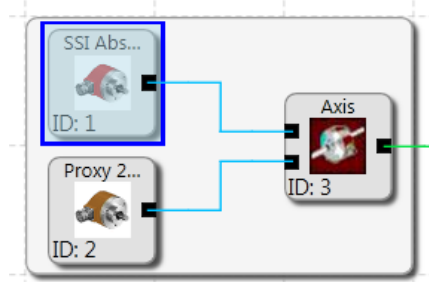 SSI Abs...
ID: 1
Proxy 2...
ID: 2
Axis
ID: 3